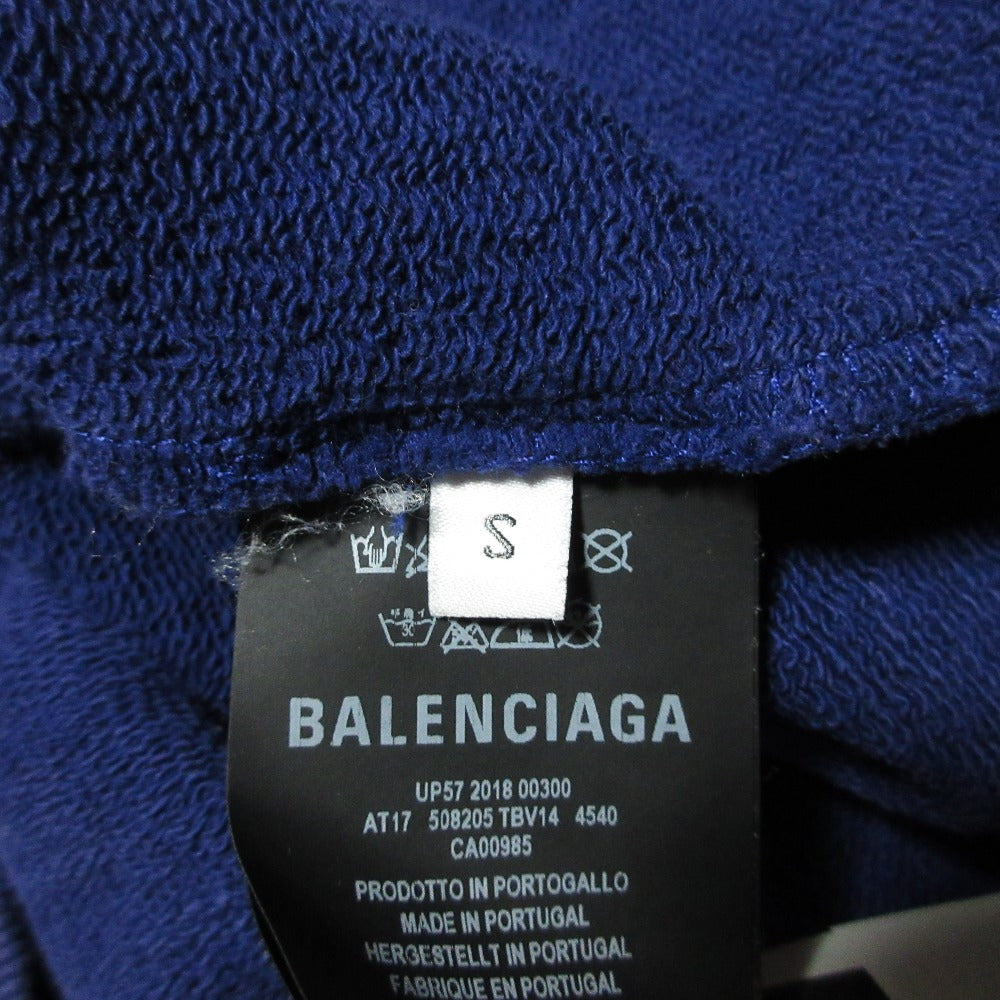 S
BALENCIAGA
UP57 2018 00300
AT17 508205 TBV14 4540
CA00985
PRODOTTO IN PORTOGALLO
MADE IN PORTUGAL
HERGESTELLT IN PORTUGAL
FABRIQUE EN PORTUGAL